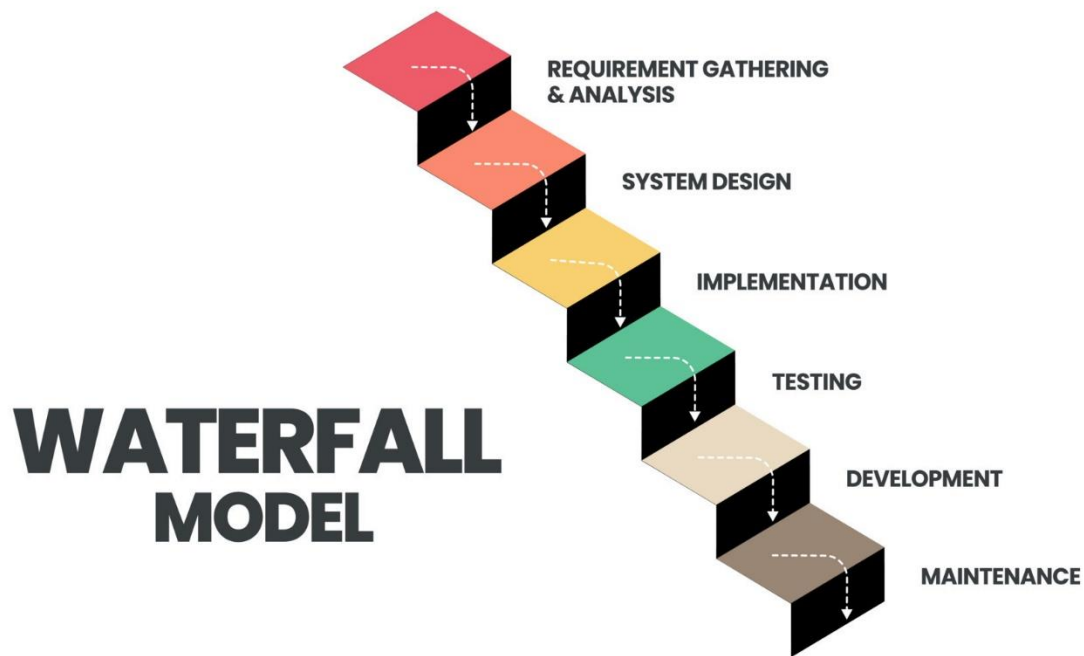 REQUIREMENT GATHERING
& ANALYSIS
SYSTEM DESIGN
IMPLEMENTATION
TESTING
DEVELOPMENT
MAINTENANCE
WATERFALL
MODEL